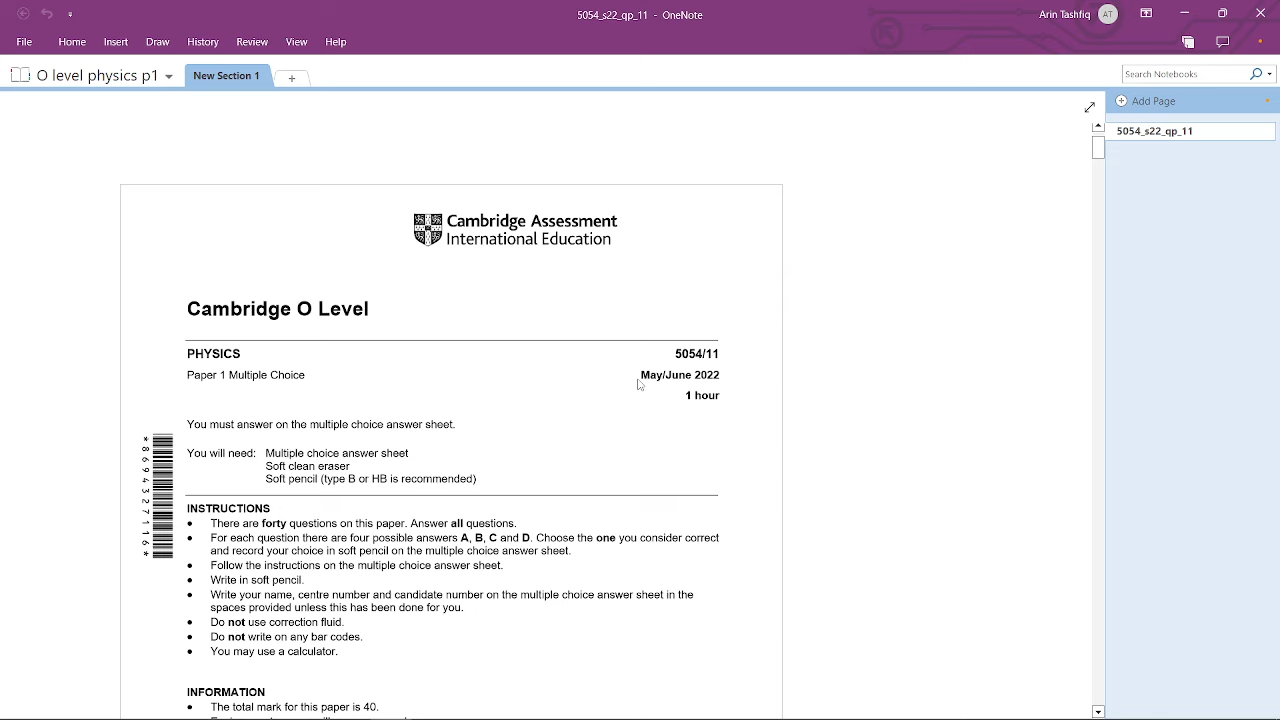 5054_s22_qp_11 - OneNote
Arin Tashfiq AT
File Home Insert Draw History Review View Help
O level physics p1 New Section 1 +
Search Notebooks
Add Page
5054_s22_qp_11
Cambridge Assessment
International Education
Cambridge O Level
PHYSICS 5054/11
Paper 1 Multiple Choice May/June 2022
1 hour
You must answer on the multiple choice answer sheet.
You will need: Multiple choice answer sheet
Soft clean eraser
Soft pencil (type B or HB is recommended)
*8694327116*
INSTRUCTIONS
● There are forty questions on this paper. Answer all questions.
● For each question there are four possible answers A, B, C and D. Choose the one you consider correct
and record your choice in soft pencil on the multiple choice answer sheet.
● Follow the instructions on the multiple choice answer sheet.
● Write in soft pencil.
● Write your name, centre number and candidate number on the multiple choice answer sheet in the
spaces provided unless this has been done for you.
● Do not use correction fluid.
● Do not write on any bar codes.
● You may use a calculator.
INFORMATION
● The total mark for this paper is 40.